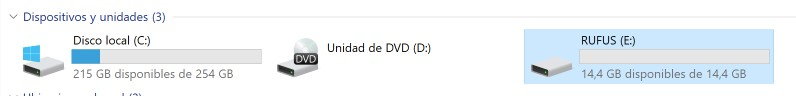 Dispositivos y unidades (3)
Disco local (C:)
215 GB disponibles de 254 GB
DVD
Unidad de DVD (D:)
RUFUS (E:)
14,4 GB disponibles de 14,4 GB